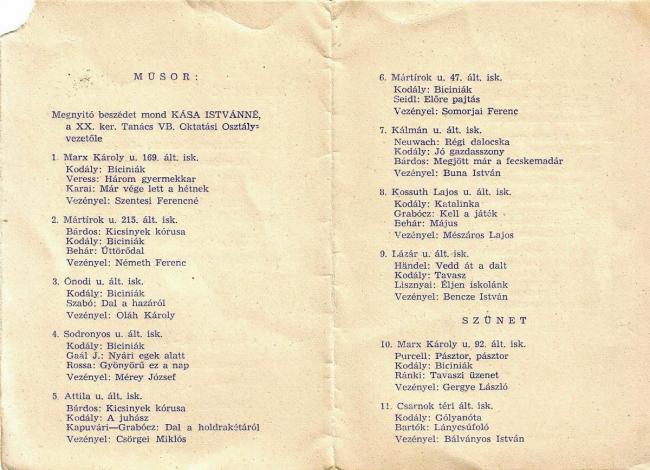 MŰSOR:
Megnyitó beszédet mond KÁSA ISTVÁNNÉ,
a XX. ker. Tanács VB. Oktatási Osztály-
vezetője
1. Marx Károly u. 169. ált. isk.
Kodály: Biciniák
Veress: Három gyermekkar
Karai: Már vége lett a hétnek
Vezényel: Szentesi Ferencné
2. Mártírok u. 215. ált. isk.
Bárdos: Kicsinyek kórusa
Kodály: Biciniák
Behár: Úttörődal
Vezényel: Németh Ferenc
3. Ónodi u. ált. isk.
Kodály: Biciniák
Szabó: Dal a hazáról
Vezényel: Oláh Károly
4. Sodronyos u. ált. isk.
Kodály: Biciniák
Gaál J.: Nyári egek alatt
Rossa: Gyönyörű ez a nap
Vezényel: Mérey József
5. Attila u. ált. isk.
Bárdos: Kicsinyek kórusa
Kodály: A juhász
Kapuvári—Grabócz: Dal a holdrakétáról
Vezényel: Csörgei Miklós
6. Mártírok u. 47. ált. isk.
Kodály: Biciniák
Seidl: Előre pajtás
Vezényel: Somorjai Ferenc
7. Kálmán u. ált. isk.
Neuwach: Régi dalocska
Kodály: Jó gazdasszony
Bárdos: Megjött már a fecskemadár
Vezényel: Buna István
8. Kossuth Lajos u. ált. isk.
Kodály: Katalinka
Grabócz: Kell a játék
Behár: Május
Vezényel: Mészáros Lajos
9. Lázár u. ált. isk.
Händel: Vedd át a dalt
Kodály: Tavasz
Lisznyai: Éljen iskolánk
Vezényel: Bencze István
SZÜNET
10. Marx Károly u. 92. ált. isk.
Purcell: Pásztor, pásztor
Kodály: Biciniák
Ránki: Tavaszi üzenet
Vezényel: Gergye László
11. Csarnok téri ált. isk.
Kodály: Gólyanóta
Bartók: Lánycsúfoló
Vezényel: Bálványos István